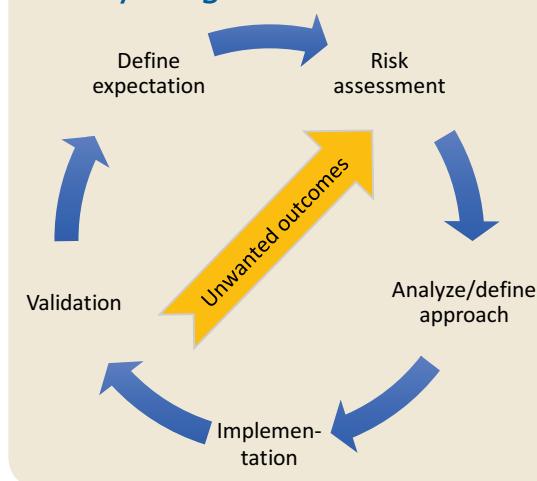 Define
expectation
Risk
assessment
Unwanted outcomes
Validation
Analyze/define
approach
Implemen-
tation